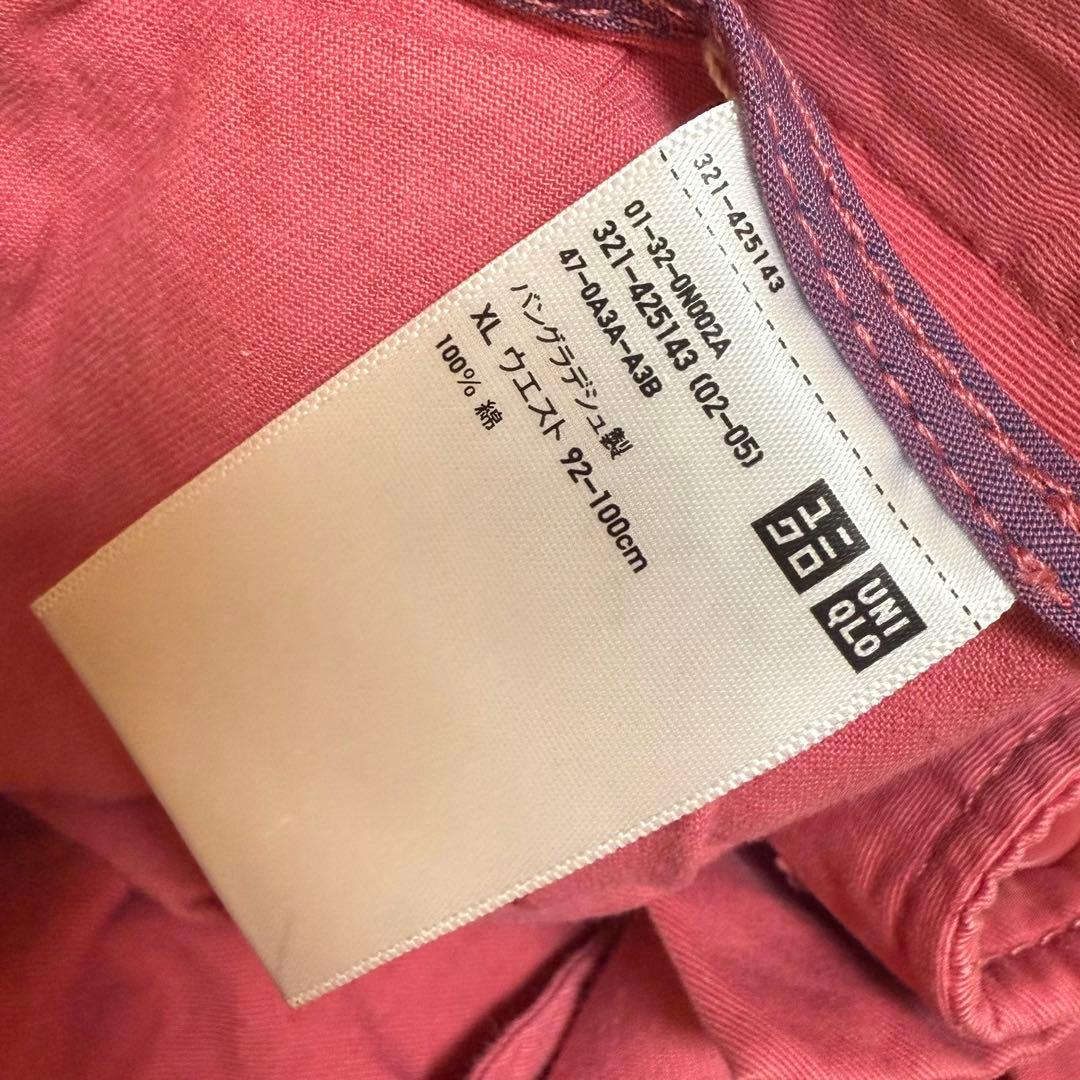 321-425143
ユニ
クロ
UNI
QLO
01-32-0N002A
321-425143 (02-05)
47-0A3A-A3B
バングラデシュ製
XL ウエスト 92-100cm
100% 綿